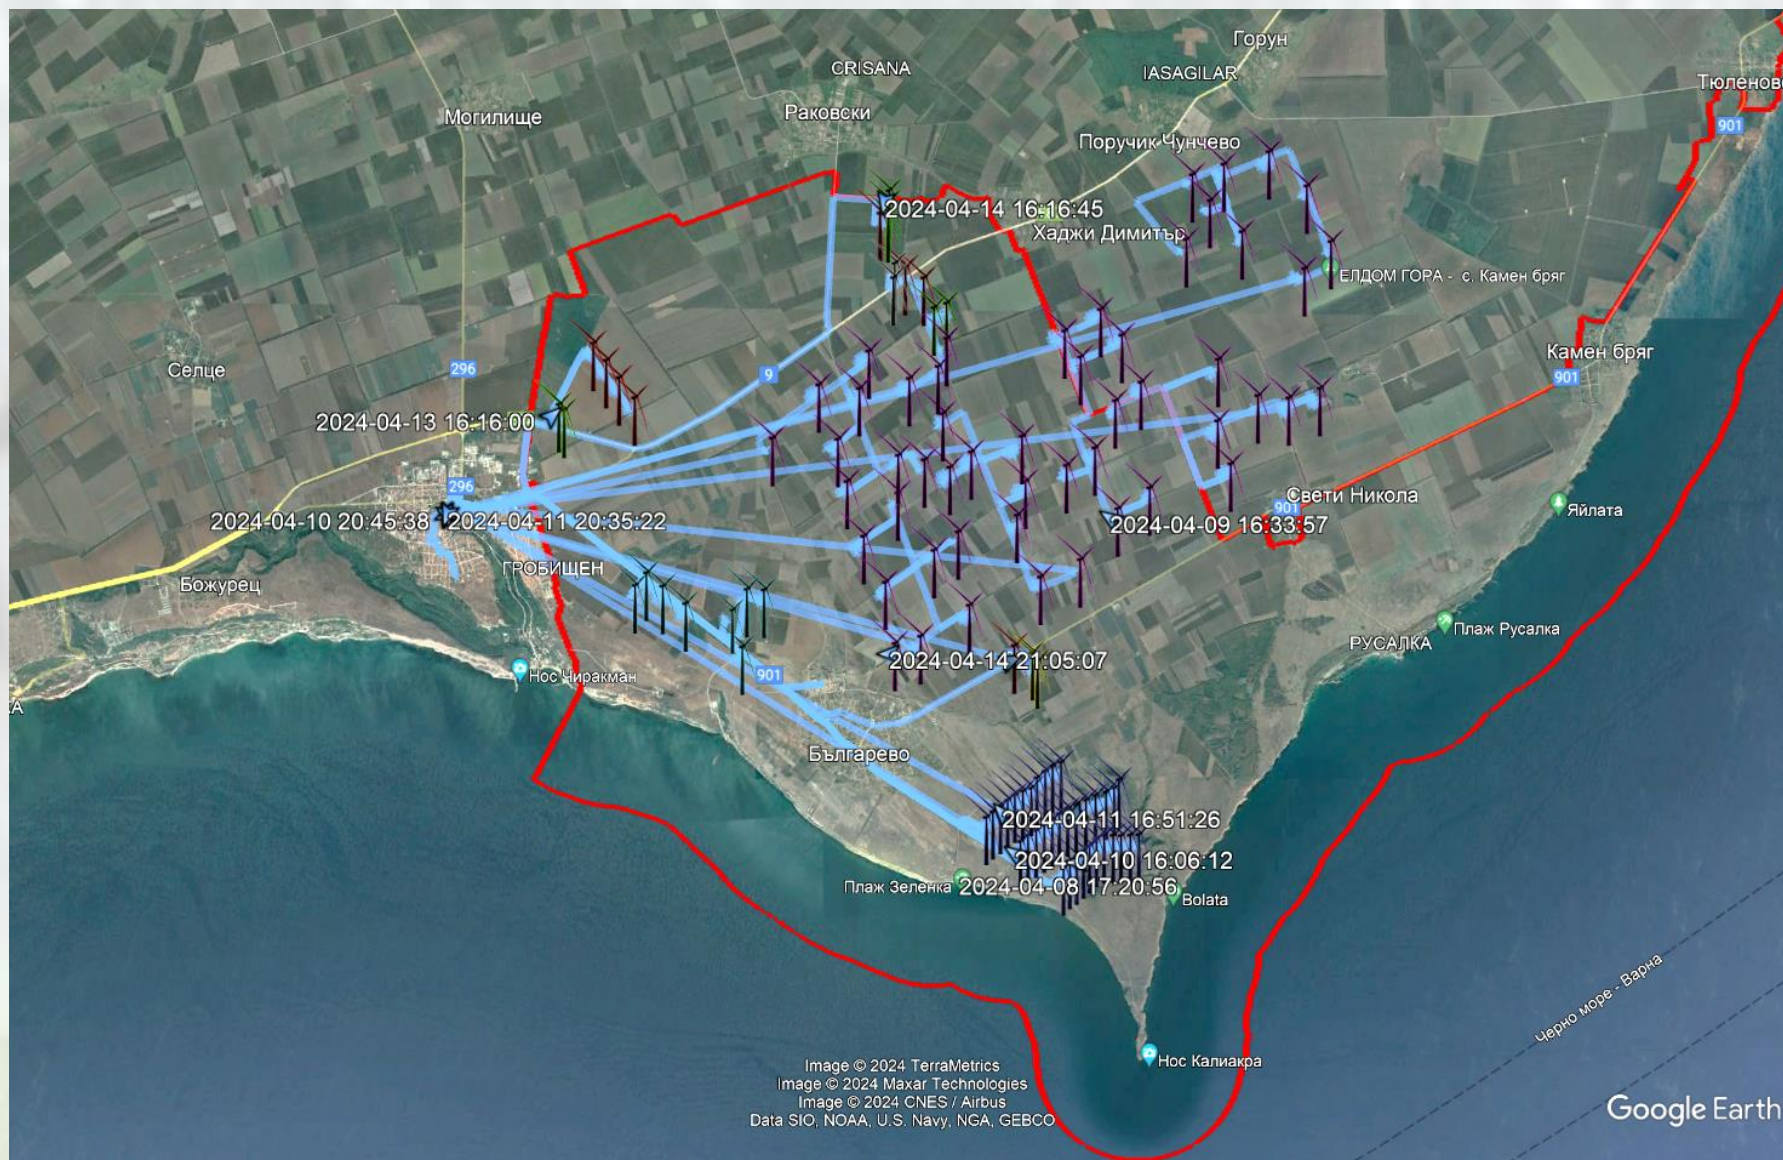 Горун
CRISANA
IASAGILAR
Тюленово
Могилище
Раковски
901
Поручик Чунчево
2024-04-14 16:16:45
Хаджи Димитър
ЕЛДОМ ГОРА - с. Камен бряг
Камен бряг
Селце
296
9
901
2024-04-13 16:16:00
296
Свети Никола
901
Яйлата
2024-04-10 20:45:38
2024-04-11 20:35:22
2024-04-09 16:33:57
ГРОБИЩЕН
Божурец
Плаж Русалка
РУСАЛКА
2024-04-14 21:05:07
Нос Чиракман
901
КА
Българево
2024-04-11 16:51:26
2024-04-10 16:06:12
Плаж Зеленка
2024-04-08 17:20:56
Bolata
Черно море - Варна
Нос Калиакра
Image © 2024 TerraMetrics
Image © 2024 Maxar Technologies
Image © 2024 CNES / Airbus
Data SIO, NOAA, U.S. Navy, NGA, GEBCO
Google Earth